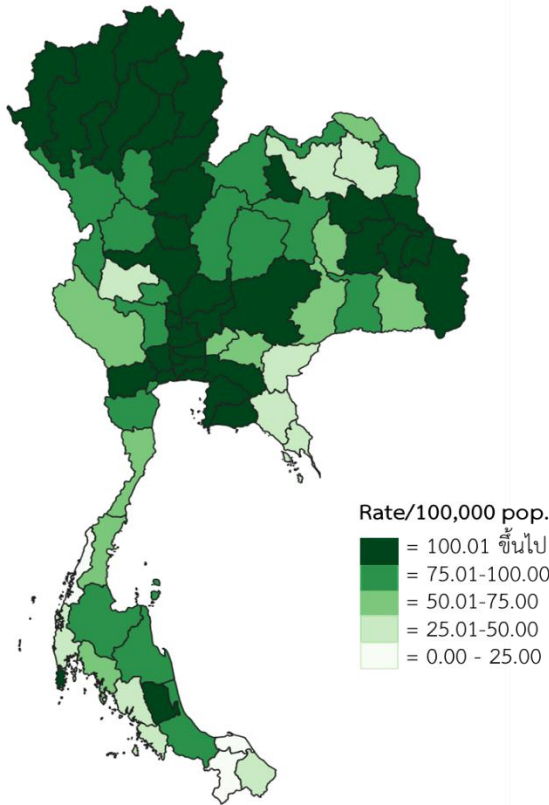 Rate/100,000 pop.
= 100.01 ขึ้นไป
= 75.01-100.00
= 50.01-75.00
= 25.01-50.00
= 0.00 - 25.00